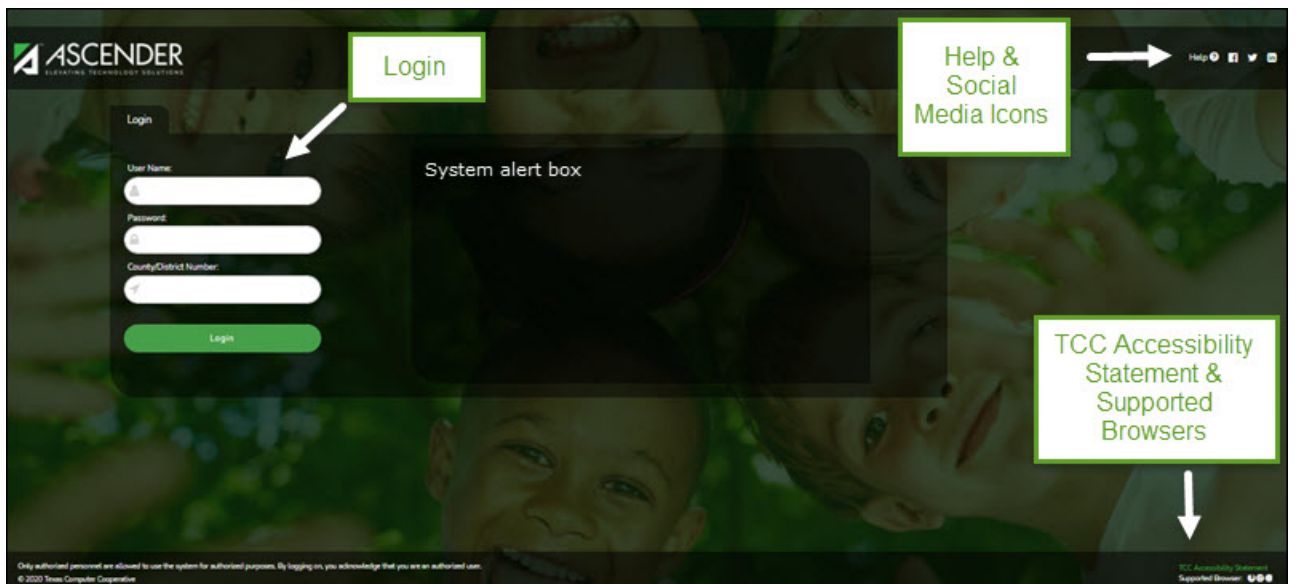 ASCENDER
ELEVATING TECHNOLOGY SOLUTIONS
Login
Help &
Social
Media Icons
Help
Login
User Name:
Password:
County/District Number:
Login
System alert box
TCC Accessibility
Statement &
Supported
Browsers
Only authorized personnel are allowed to use the system for authorized purposes. By logging on, you acknowledge that you are an authorized user.
© 2020 Texas Computer Cooperative
TCC Accessibility Statement
Supported Browser: